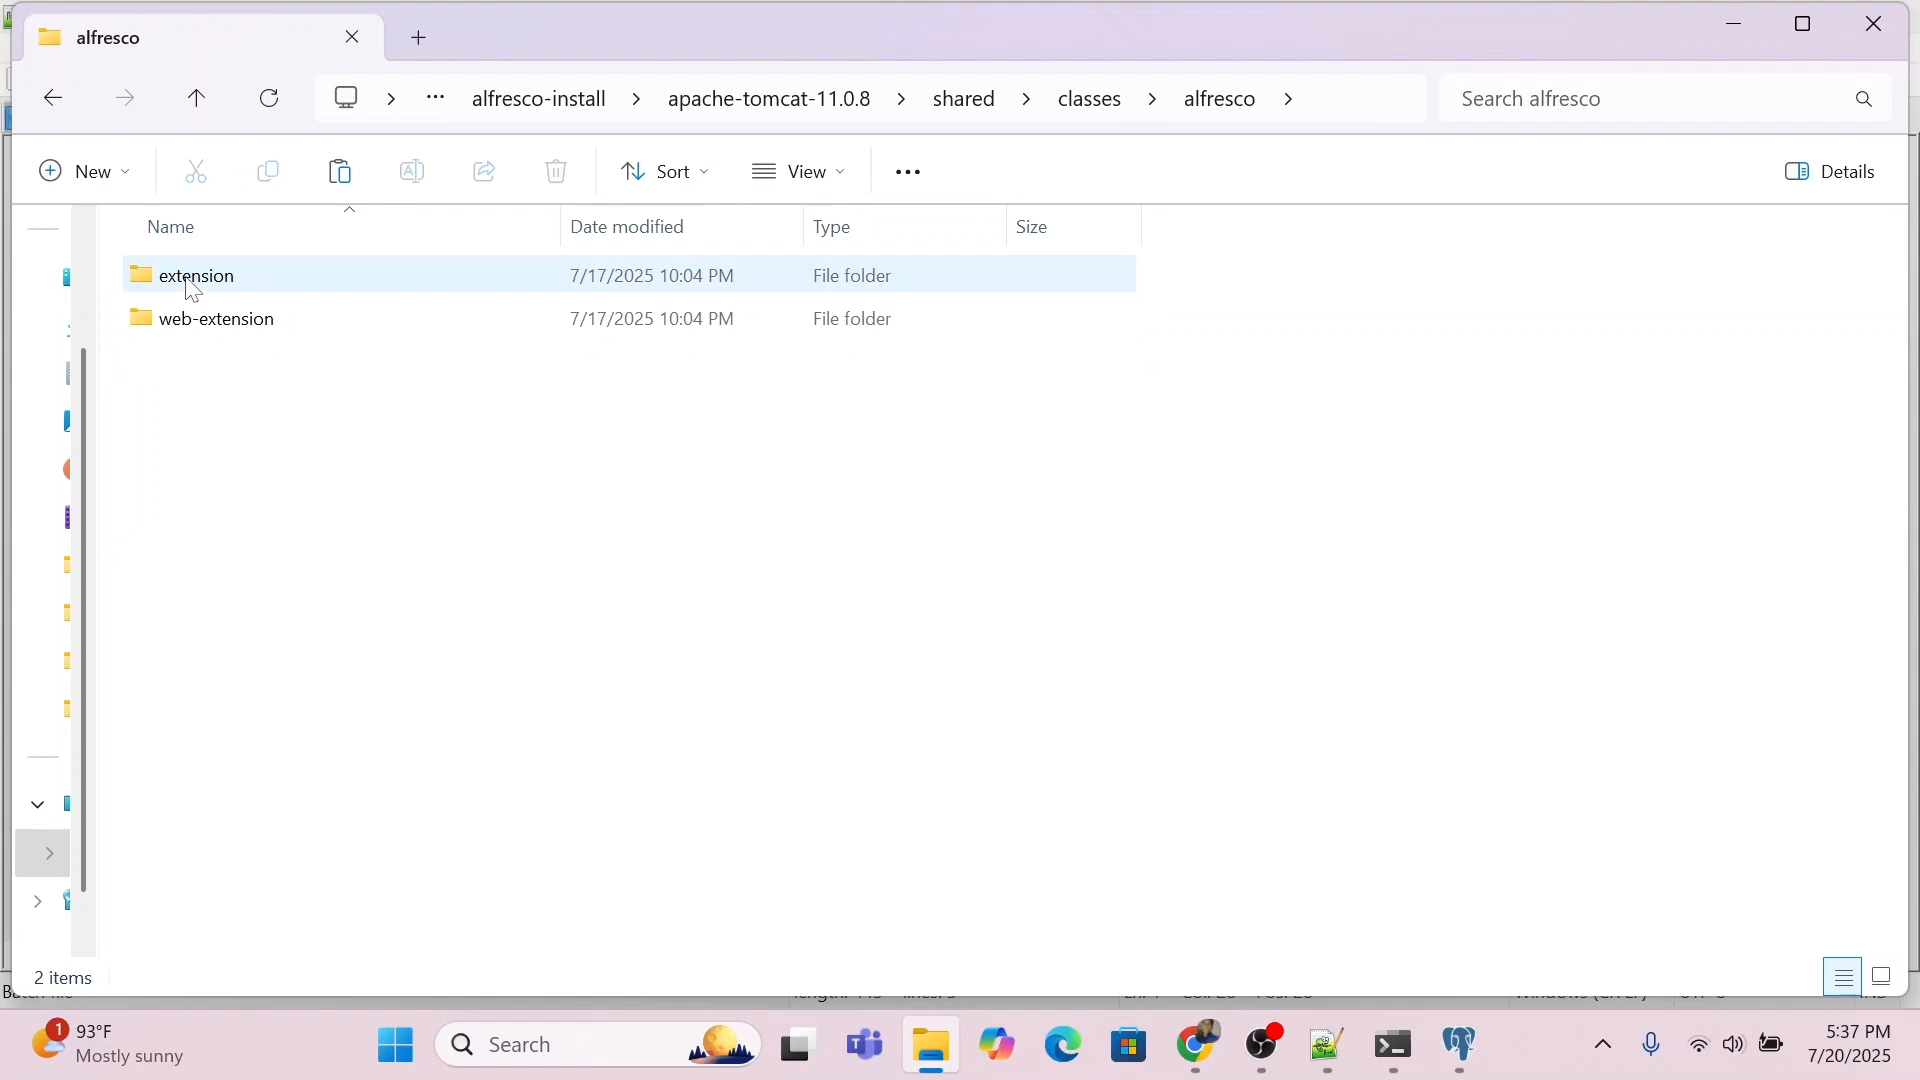 alfresco
alfresco-install > apache-tomcat-11.0.8 > shared > classes > alfresco >
Search alfresco
New
Sort
View
Details
Name Date modified Type Size
extension 7/17/2025 10:04 PM File folder
web-extension 7/17/2025 10:04 PM File folder
2 items
1
93°F
Mostly sunny
Search
5:37 PM
7/20/2025